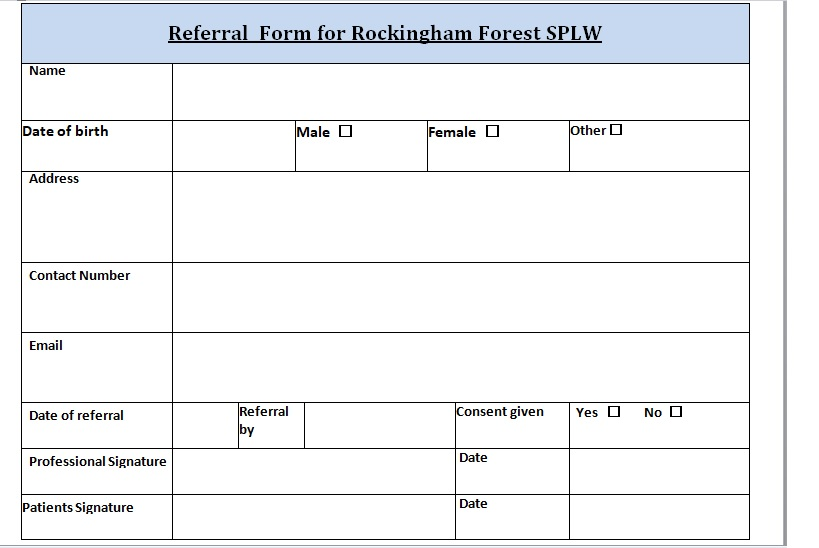 Referral  Form for Rockingham Forest SPLW
Name
Date of birth Male ☐ Female ☐ Other ☐
Address
Contact Number
Email
Date of referral Referral by Consent given Yes ☐ No ☐
Professional Signature Date
Patients Signature Date